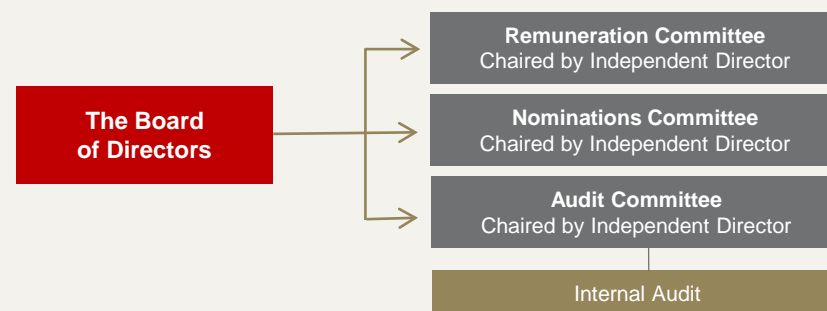 Remuneration Committee
Chaired by Independent Director
The Board
of Directors
Nominations Committee
Chaired by Independent Director
Audit Committee
Chaired by Independent Director
Internal Audit